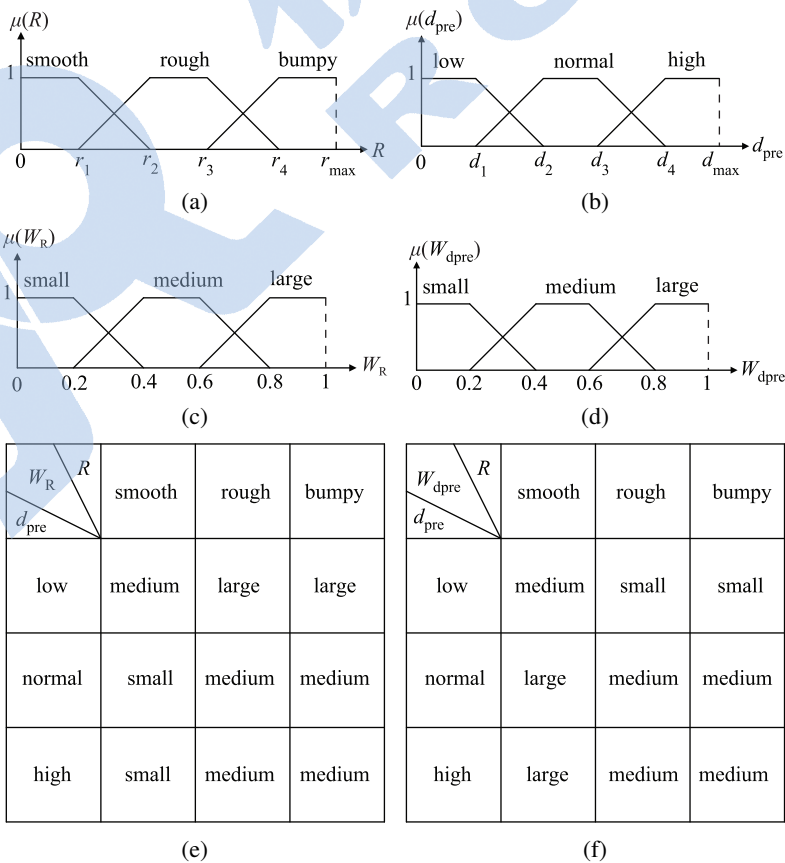 μ(R)
smooth rough bumpy
1
0 r1 r2 r3 r4 rmax R
(a)
μ(dpre)
low normal high
1
0 d1 d2 d3 d4 dmax dpre
(b)
μ(WR)
small medium large
1
0 0.2 0.4 0.6 0.8 1 WR
(c)
μ(Wdpre)
small medium large
1
0 0.2 0.4 0.6 0.8 1 Wdpre
(d)
R
WR
dpre
smooth rough bumpy
low medium large large
normal small medium medium
high small medium medium
(e)
R
Wdpre
dpre
smooth rough bumpy
low medium small small
normal large medium medium
high large medium medium
(f)